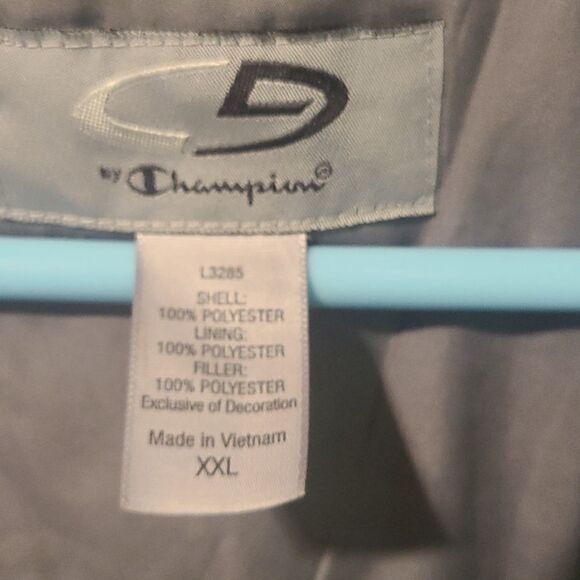 by Champion®
L3285
SHELL:
100% POLYESTER
LINING:
100% POLYESTER
FILLER:
100% POLYESTER
Exclusive of Decoration
Made in Vietnam
XXL